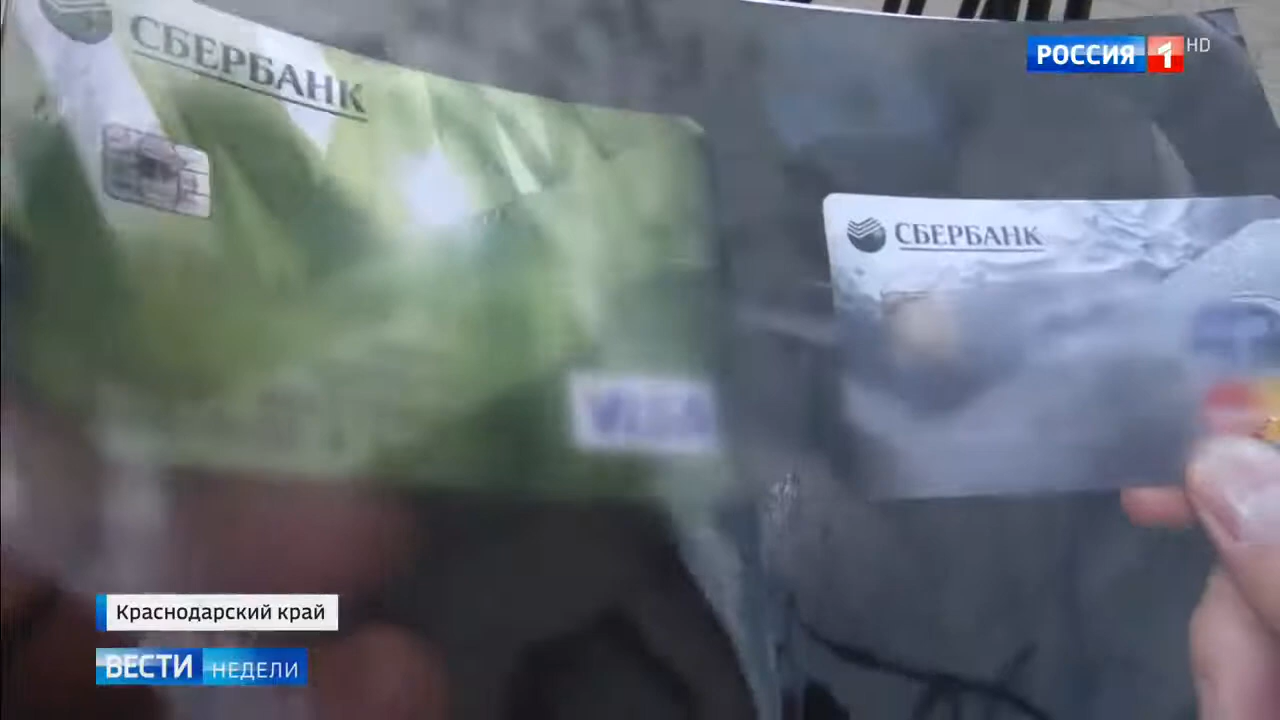 СБЕРБАНК
РОССИЯ 1 HD
СБЕРБАНК
VISA
Краснодарский край
ВЕСТИ НЕДЕЛИ